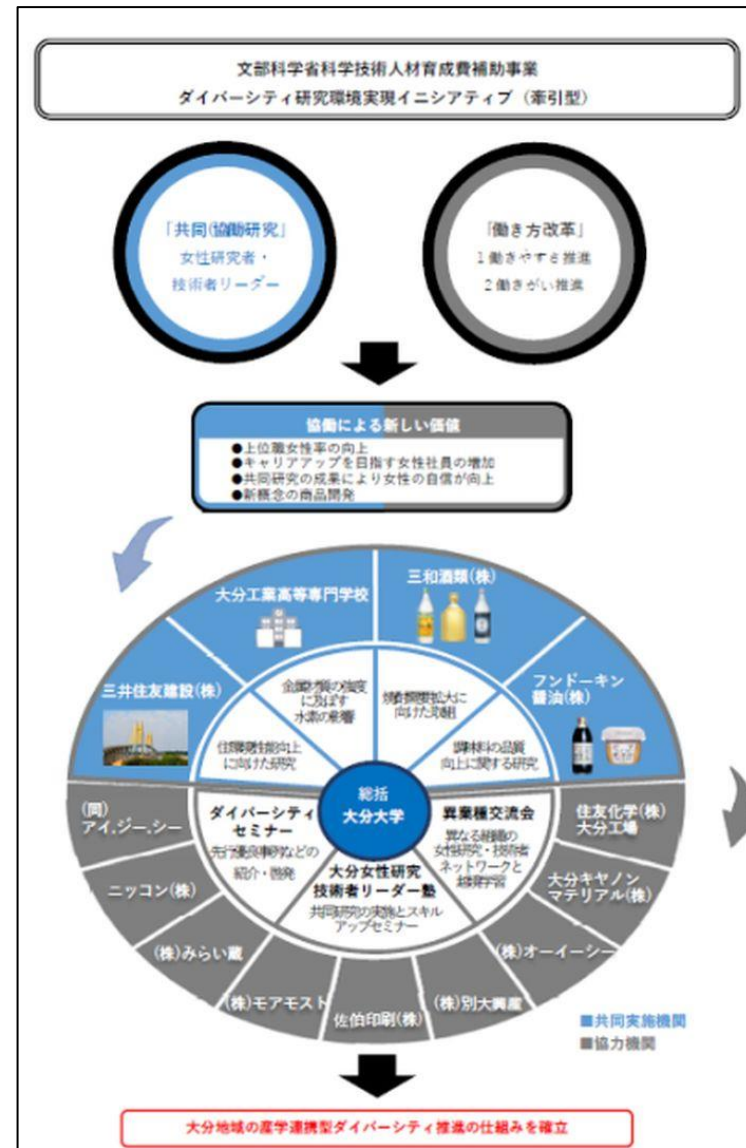 文部科学省科学技術人材育成費補助事業
ダイバーシティ研究環境実現イニシアティブ（牽引型）
「共同(協働)研究」
女性研究者・
技術者リーダー
「働き方改革」
1 働きやすさ推進
2 働きがい推進
協働による新しい価値
●上位職女性率の向上
●キャリアアップを目指す女性社員の増加
●共同研究の成果により女性の自信が向上
●新概念の商品開発
大分工業高等専門学校
三和酒類(株)
三井住友建設(株)
フンドーキン
醤油(株)
金属材質の強度
に及ぼす
水素の影響
拡大に
向けた取組
住環境性能向上
に向けた研究
調味料の品質
向上に関する研究
総括
大分大学
ダイバーシティ
セミナー
先行優良事例などの
紹介・啓発
大分女性研究
技術者リーダー塾
共同研究の実施とスキル
アップセミナー
異業種交流会
異なる組織の
女性研究・技術者
ネットワークと
越境学習
(同)
アイ.ジー.シー
ニッコン(株)
(株)みらい蔵
(株)モアモスト
佐伯印刷(株)
(株)別大興産
(株)オーイーシー
大分キヤノン
マテリアル(株)
住友化学(株)
大分工場
■共同実施機関
■協力機関
大分地域の産学連携型ダイバーシティ推進の仕組みを確立